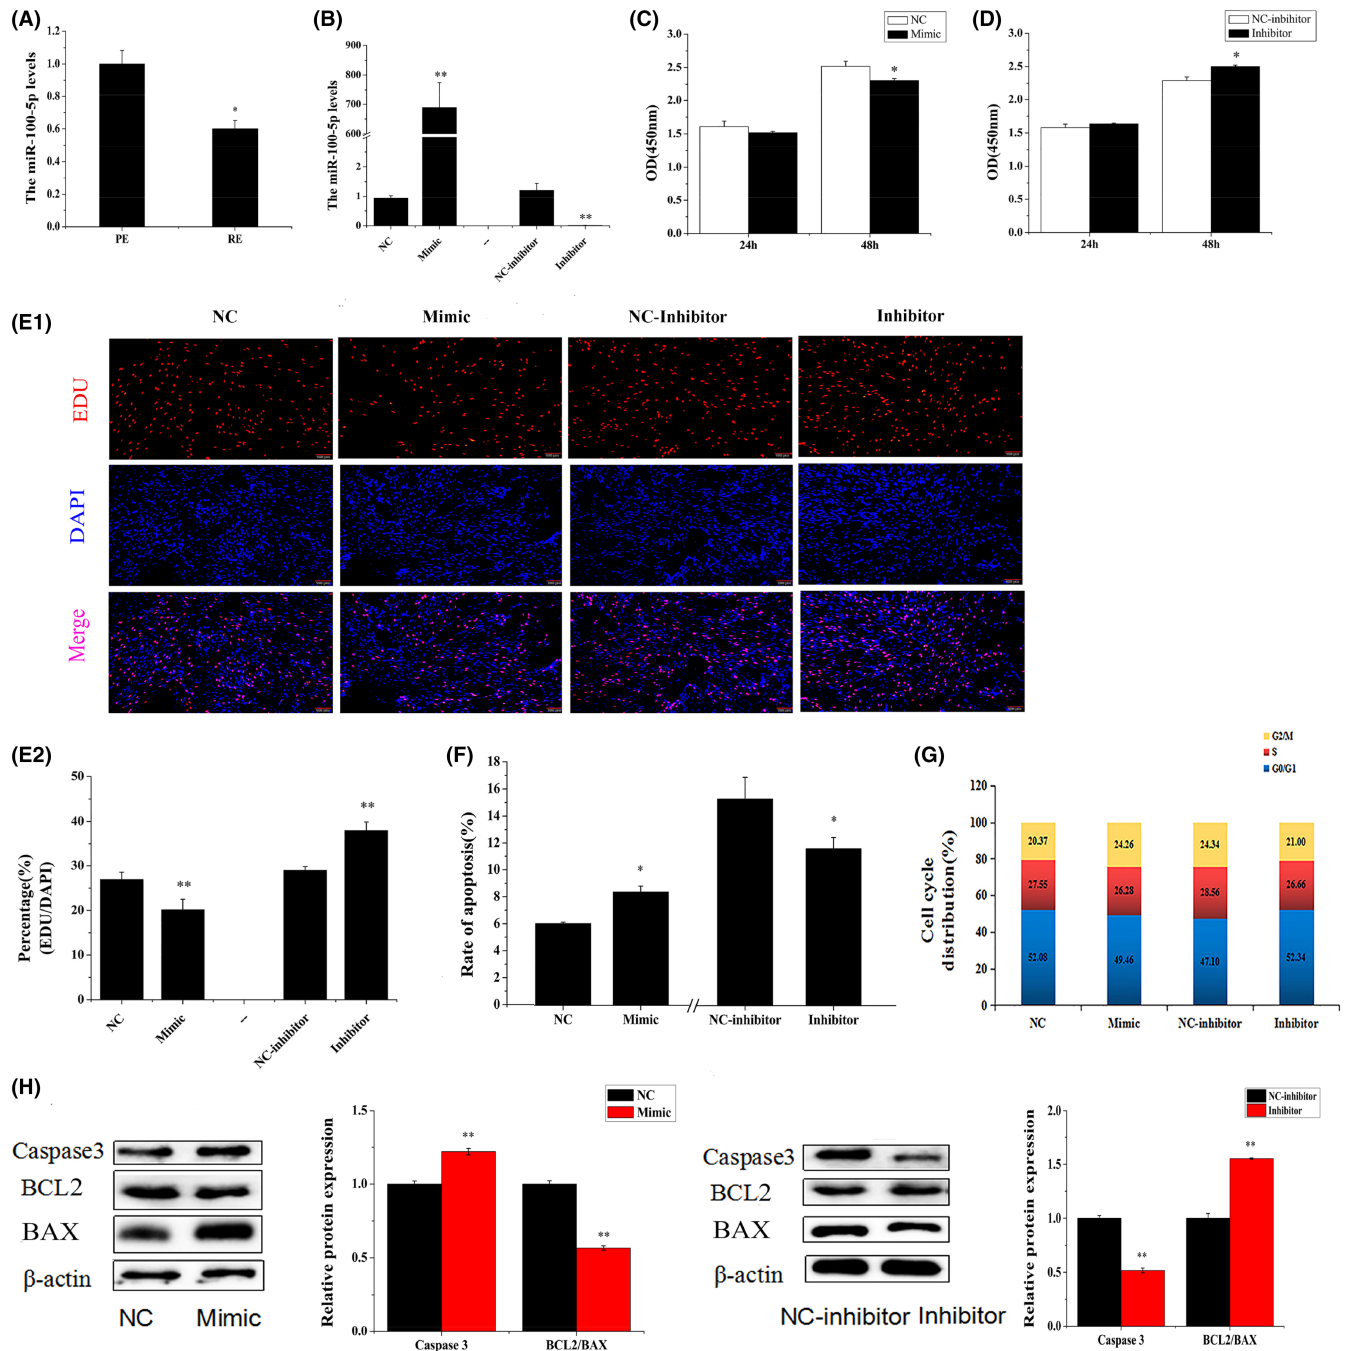 (A)
The miR-100-5p levels
1.2
1.0
0.8
0.6
0.4
0.2
0.0
*
PE
RE
(B)
The miR-100-5p levels
900
800
700
600
2
1
0
**
**
NC
Mimic
--
NC-inhibitor
Inhibitor
(C)
NC
Mimic
OD(450nm)
3.0
2.5
2.0
1.5
1.0
0.5
0.0
*
24h
48h
(D)
NC-inbihitor
Inhibitor
OD(450nm)
3.0
2.5
2.0
1.5
1.0
0.5
0.0
*
24h
48h
(E1)
NC
Mimic
NC-Inhibitor
Inhibitor
EDU
DAPI
Merge
(E2)
Percentage(%)
(EDU/DAPI)
50
40
30
20
10
0
**
**
NC
Mimic
--
NC-inhibitor
Inhibitor
(F)
Rate of apoptosis(%)
18
16
14
12
10
8
6
4
2
0
*
*
NC
Mimic
//
NC-inhibitor
Inhibitor
(G)
G2/M
S
G0/G1
Cell cycle
distribution(%)
120
100
80
60
40
20
0
20.37
24.26
24.34
21.00
27.55
26.28
28.56
26.66
52.08
49.46
47.10
52.34
NC
Mimic
NC-inhibitor
Inhibitor
(H)
Caspase3
BCL2
BAX
β-actin
NC
Mimic
NC
Mimic
Relative protein expression
1.5
1.0
0.5
0.0
**
**
Caspase 3
BCL2/BAX
Caspase3
BCL2
BAX
β-actin
NC-inhibitor
Inhibitor
NC-inhibitor
Inhibitor
Relative protein expression
2.0
1.5
1.0
0.5
0.0
**
**
Caspase 3
BCL2/BAX